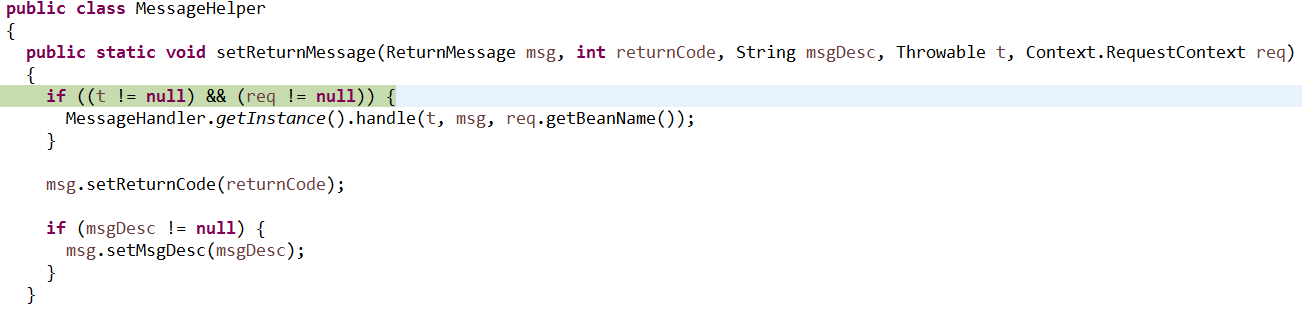 public class MessageHelper
{
public static void setReturnMessage(ReturnMessage msg, int returnCode, String msgDesc, Throwable t, Context.RequestContext req)
{
if ((t != null) && (req != null)) {
MessageHandler.getInstance().handle(t, msg, req.getBeanName());
}
msg.setReturnCode(returnCode);
if (msgDesc != null) {
msg.setMsgDesc(msgDesc);
}
}